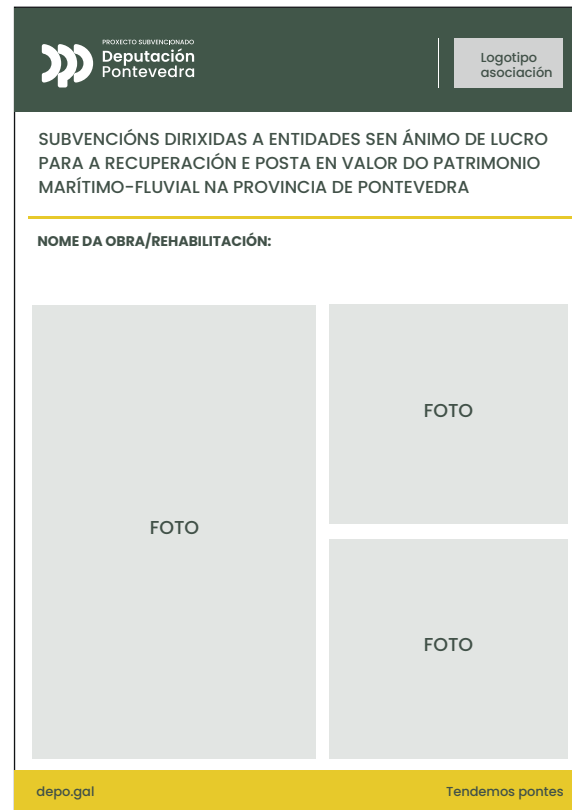 PROXECTO SUBVENCIONADO
Deputación
Pontevedra
Logotipo
asociación
SUBVENCIÓNS DIRIXIDAS A ENTIDADES SEN ÁNIMO DE LUCRO
PARA A RECUPERACIÓN E POSTA EN VALOR DO PATRIMONIO
MARÍTIMO-FLUVIAL NA PROVINCIA DE PONTEVEDRA
NOME DA OBRA/REHABILITACIÓN:
FOTO
FOTO
FOTO
depo.gal
Tendemos pontes